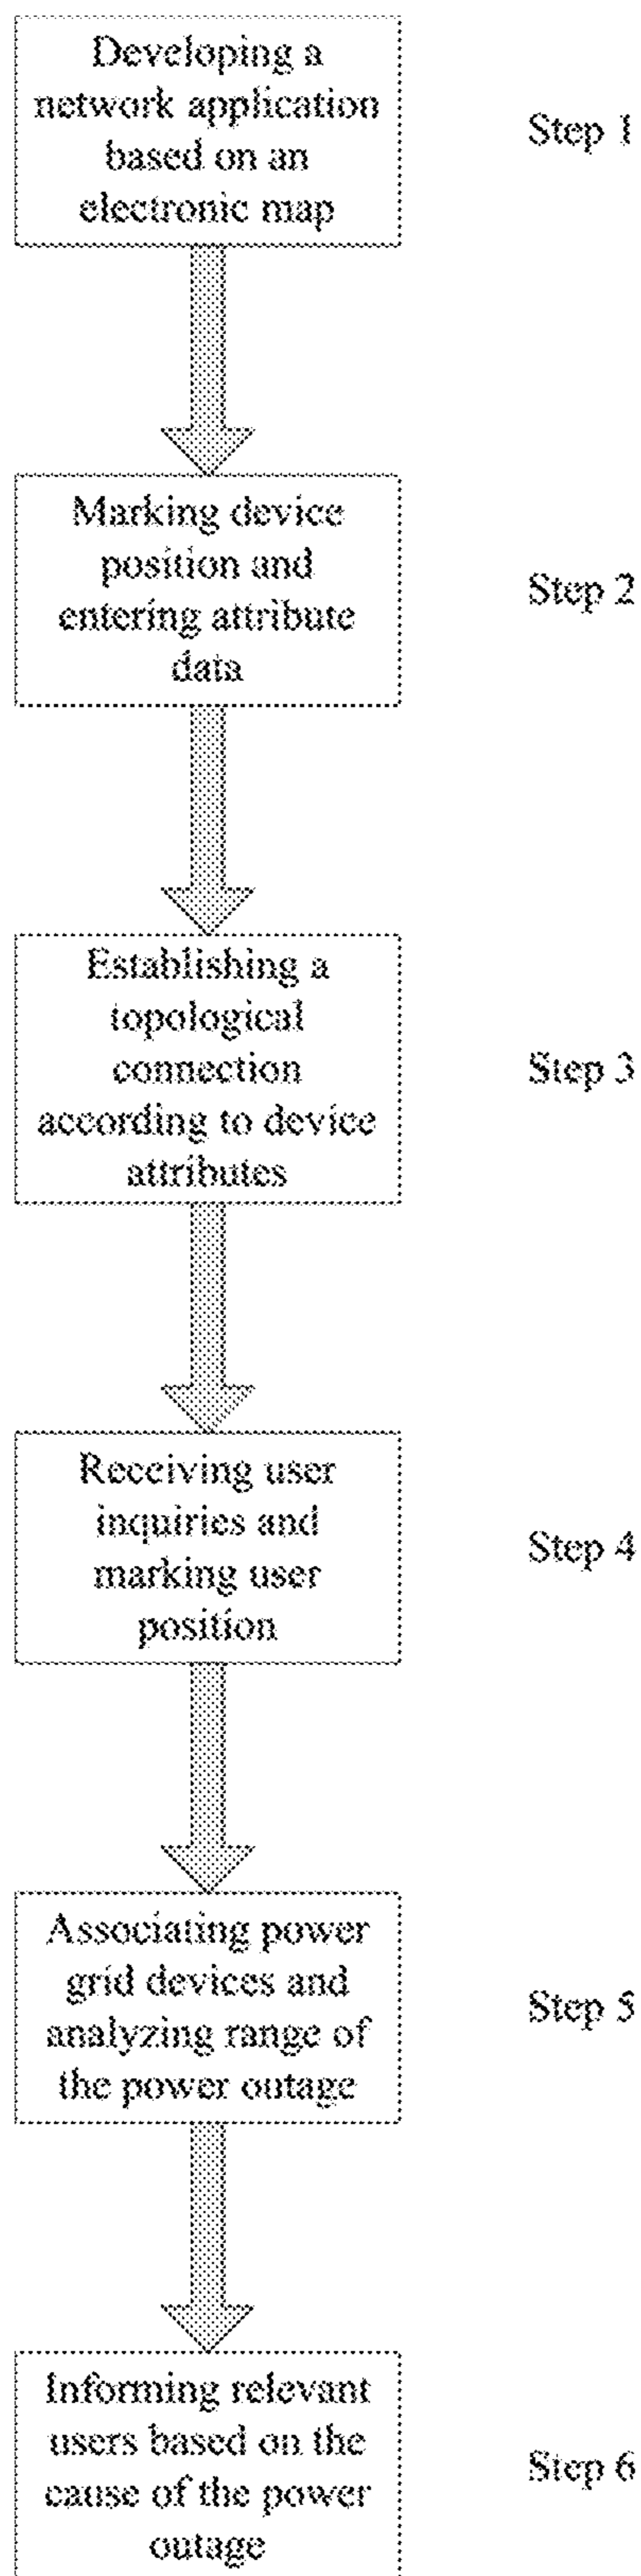 Developing a
network application
based on an
electronic map
Step 1
Marking device
position and
entering attribute
data
Step 2
Establishing a
topological
connection
according to device
attributes
Step 3
Receiving user
inquiries and
marking user
position
Step 4
Associating power
grid devices and
analyzing range of
the power outage
Step 5
Informing relevant
users based on the
cause of the power
outage
Step 6